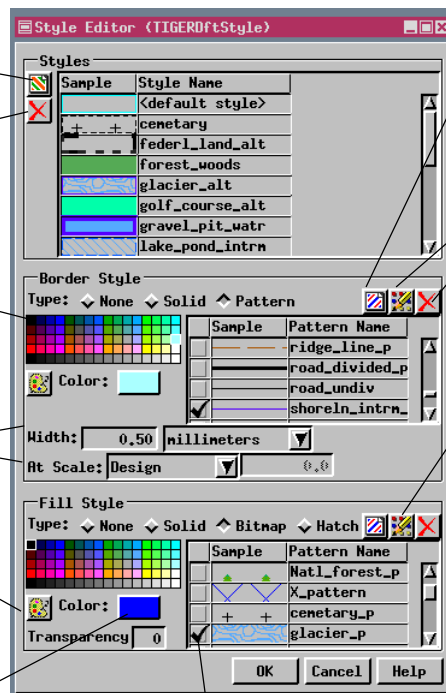 Style Editor (TIGERDftStyle)
Styles
Sample Style Name
<default style>
cemetary
federl_land_alt
forest_woods
glacier_alt
golf_course_alt
gravel_pit_watr
lake_pond_intrm
Border Style
Type: None Solid Pattern
Sample Pattern Name
ridge_line_p
road_divided_p
road_undiv
shoreln_intrm_
Color:
Width: 0.50 millimeters
At Scale: Design 0.0
Fill Style
Type: None Solid Bitmap Hatch
Sample Pattern Name
Natl_forest_p
X_pattern
cemetary_p
glacier_p
Color:
Transparency 0
OK Cancel Help